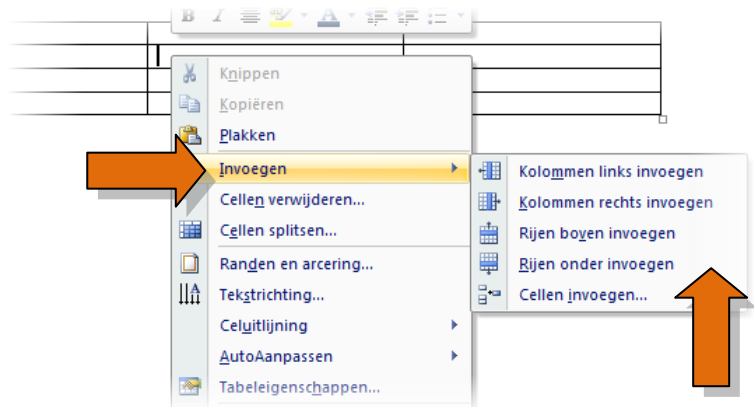 B I A
Knippen
Kopiëren
Plakken
Invoegen
Cellen verwijderen...
Cellen splitsen...
Randen en arcering...
Tekstrichting...
Celuitlijning
AutoAanpassen
Tabeleigenschappen...
Kolommen links invoegen
Kolommen rechts invoegen
Rijen boven invoegen
Rijen onder invoegen
Cellen invoegen...